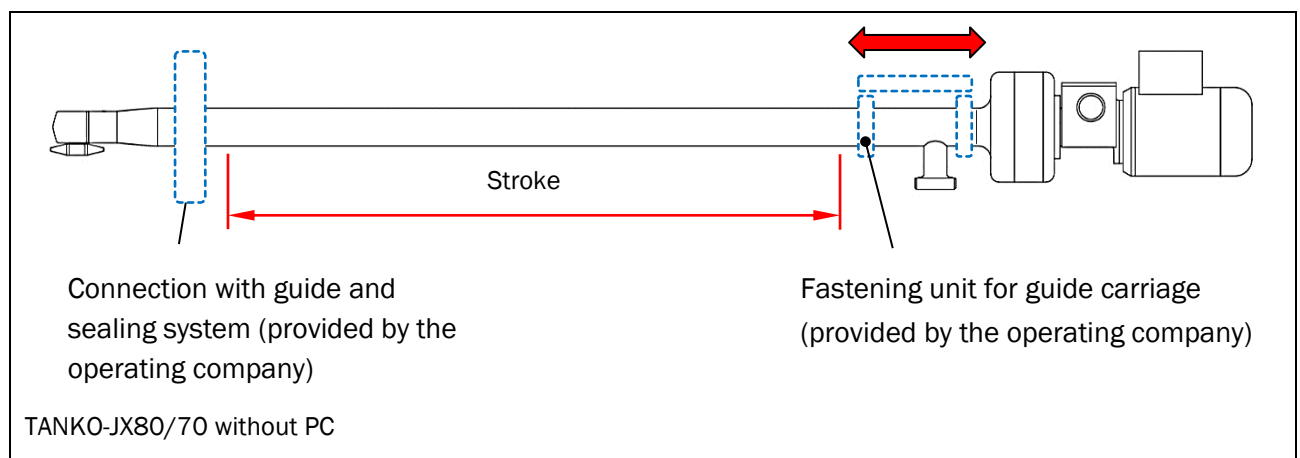 Stroke
Connection with guide and
sealing system (provided by the
operating company)
Fastening unit for guide carriage
(provided by the operating company)
TANKO-JX80/70 without PC